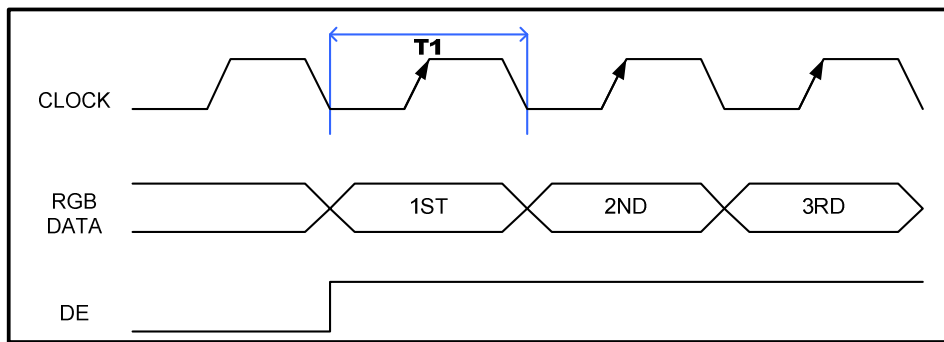 T1
CLOCK
RGB
DATA
1ST
2ND
3RD
DE